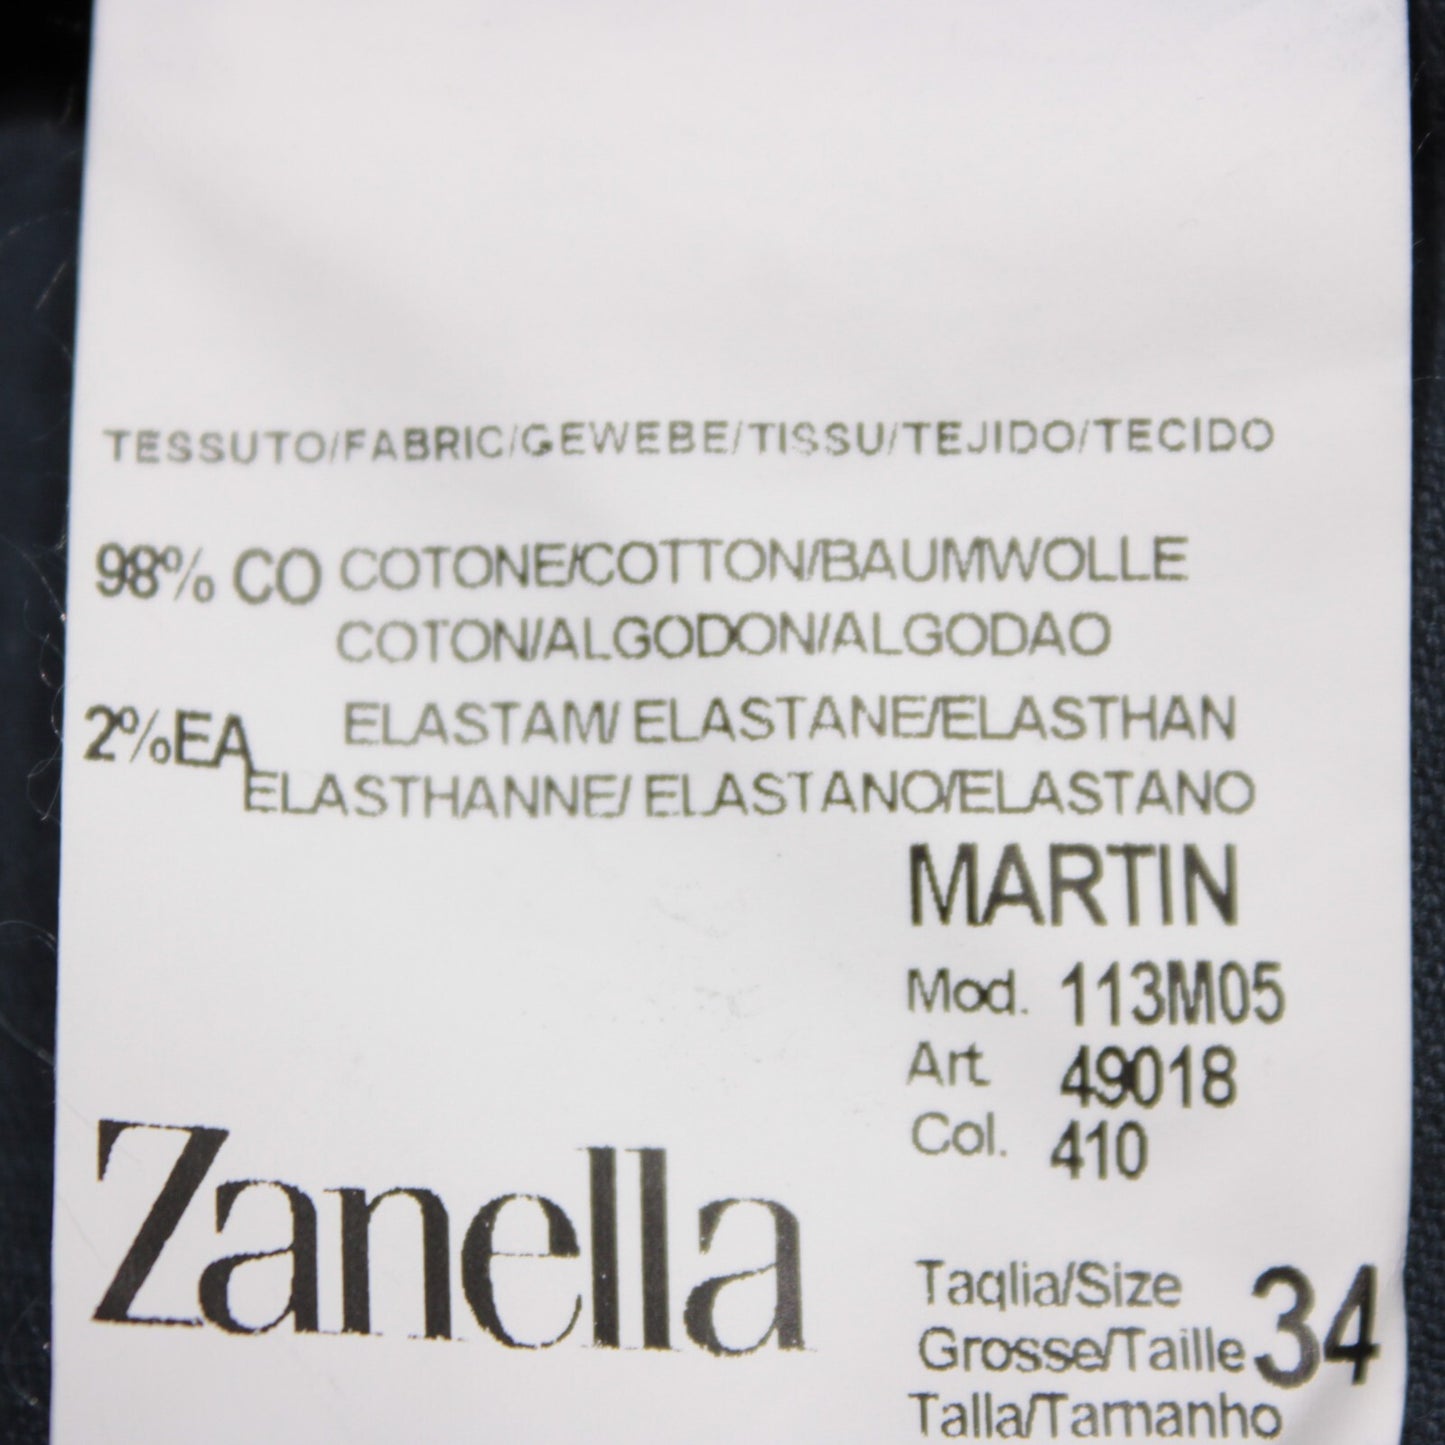 TESSUTO/FABRIC/GEWEBE/TISSU/TEJIDO/TECIDO
98% CO COTONE/COTTON/BAUMWOLLE
COTON/ALGODON/ALGODAO
2%EA ELASTAM/ ELASTANE/ELASTHAN
ELASTHANNE/ ELASTANO/ELASTANO
MARTIN
Mod. 113M05
Art. 49018
Col. 410
Zanella
Taglia/Size
Grosse/Taille 34
Talla/Tamanho